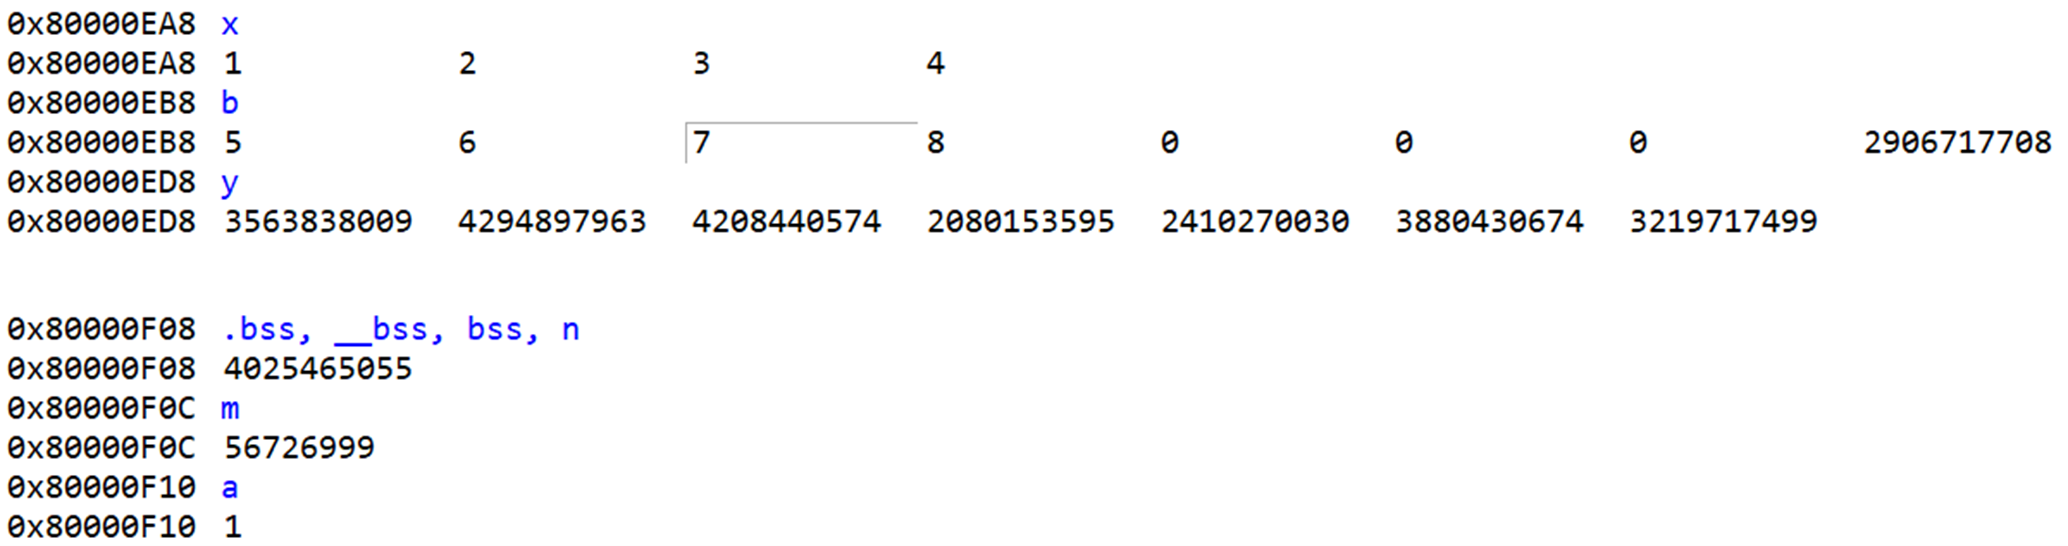 0x80000EA8 x
0x80000EA8 1 2 3 4
0x80000EB8 b
0x80000EB8 5 6 7 8 0 0 0 2906717708
0x80000ED8 y
0x80000ED8 3563838009 4294897963 4208440574 2080153595 2410270030 3880430674 3219717499
0x80000F08 .bss, __bss, bss, n
0x80000F08 4025465055
0x80000F0C m
0x80000F0C 56726999
0x80000F10 a
0x80000F10 1